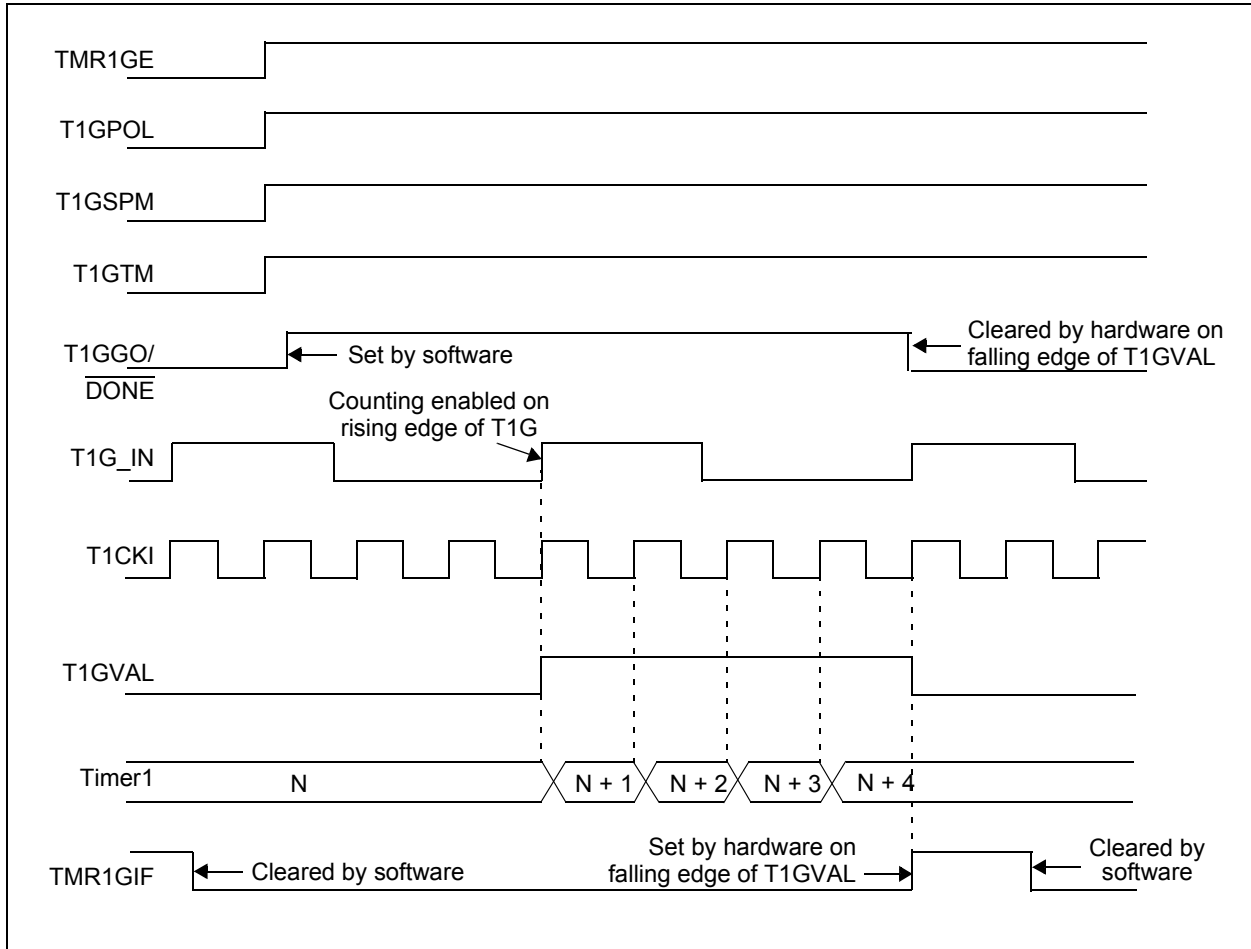 TMR1GE
T1GPOL
T1GSPM
T1GTM
T1GGO/
DONE
Set by software
Cleared by hardware on
falling edge of T1GVAL
Counting enabled on
rising edge of T1G
T1G_IN
T1CKI
T1GVAL
Timer1
N
N + 1
N + 2
N + 3
N + 4
TMR1GIF
Cleared by software
Set by hardware on
falling edge of T1GVAL
Cleared by
software